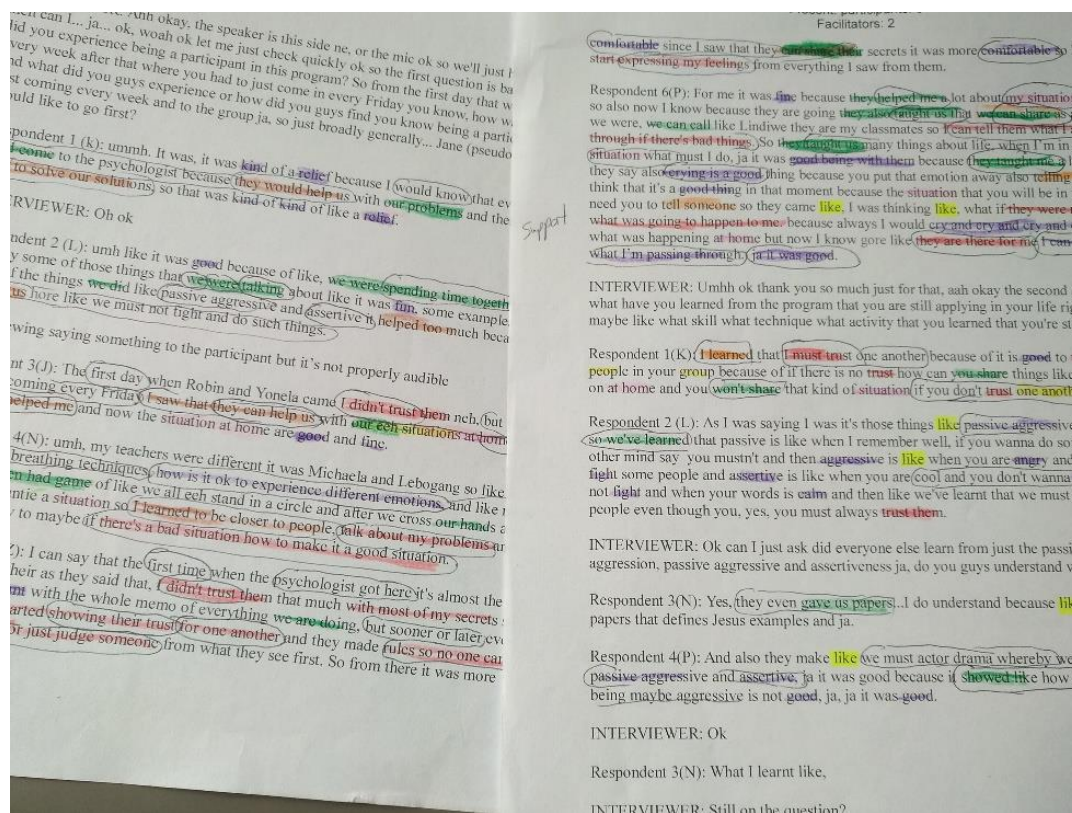 okay, the speaker is this side ne, or the mic ok so we'll just
can I... ja... ok, woah ok let me just check quickly ok so the first question is
did you experience being a participant in this program? So from the first day that
very week after that where you had to just come in every Friday you know, how
what did you guys experience or how did you guys find you know being a
coming every week and to the group ja, so just broadly generally... Jane (pseudo
would like to go first?
1 (k): ummh. It was, it was kind of a relief because I would know that
come to the psychologist because they would help us with our problems and the
to solve our solutions, so that was kind of kind of like a relief.
Oh ok
2 (L): umh like it was good because of like, we were spending time
some of those things that we were talking about like it was fun. some
the things we did like passive aggressive and assertive it helped too much
us hore like we must not fight and do such things.
saying something to the participant but it's not properly audible
3(J): The first day when Robin and Yonela came I didn't trust them neh, but
coming every Friday I saw that they can help us with our eeh situations at
helped me and now the situation at home are good and fine.
4(N): umh, my teachers were different it was Michaela and Lebogang so like
breathing techniques, how is it ok to experience different emotions, and like
had game of like we all eeh stand in a circle and after we cross our hands
a situation so I learned to be closer to people, talk about my problems
to maybe if there's a bad situation how to make it a good situation.
I can say that the first time when the psychologist got here it's almost the
as they said that, I didn't trust them that much with most of my secrets
with the whole memo of everything we are doing, but sooner or later
showing their trust for one another and they made rules so no one
or just judge someone from what they see first. So from there it was more
Support
Facilitators: 2
comfortable since I saw that they can share their secrets it was more comfortable so
start expressing my feelings from everything I saw from them.
Respondent 6(P): For me it was fine because they helped me a lot about my
so also now I know because they are going they also taught us that we can share as
we were, we can call like Lindiwe they are my classmates so I can tell them what I
through if there's bad things. So they taught us many things about life, when I'm in
situation what must I do, ja it was good being with them because they taught me a
they say also crying is a good thing because you put that emotion away also telling
think that it's a good thing in that moment because the situation that you will be in
need you to tell someone so they came like, I was thinking like, what if they were
what was going to happen to me. because always I would cry and cry and cry and
what was happening at home but now I know gore like they are there for me I can
what I'm passing through, ja it was good.
INTERVIEWER: Umhh ok thank you so much just for that, aah okay the second
what have you learned from the program that you are still applying in your life
maybe like what skill what technique what activity that you learned that you're
Respondent 1(K): I learned that I must trust one another because of it is good to
people in your group because of if there is no trust how can you share things like
on at home and you won't share that kind of situation if you don't trust one
Respondent 2 (L): As I was saying I was it's those things like passive aggressive
so we've learned that passive is like when I remember well, if you wanna do
other mind say you mustn't and then aggressive is like when you are angry and
fight some people and assertive is like when you are cool and you don't wanna
not fight and when your words is calm and then like we've learnt that we must
people even though you, yes, you must always trust them.
INTERVIEWER: Ok can I just ask did everyone else learn from just the
aggression, passive aggressive and assertiveness ja, do you guys understand
Respondent 3(N): Yes, they even gave us papers...I do understand because
papers that defines Jesus examples and ja.
Respondent 4(P): And also they make like we must actor drama whereby we
passive aggressive and assertive, ja it was good because it showed like how
being maybe aggressive is not good, ja, ja it was good.
INTERVIEWER: Ok
Respondent 3(N): What I learnt like,
INTERVIEWER: Still on the question?